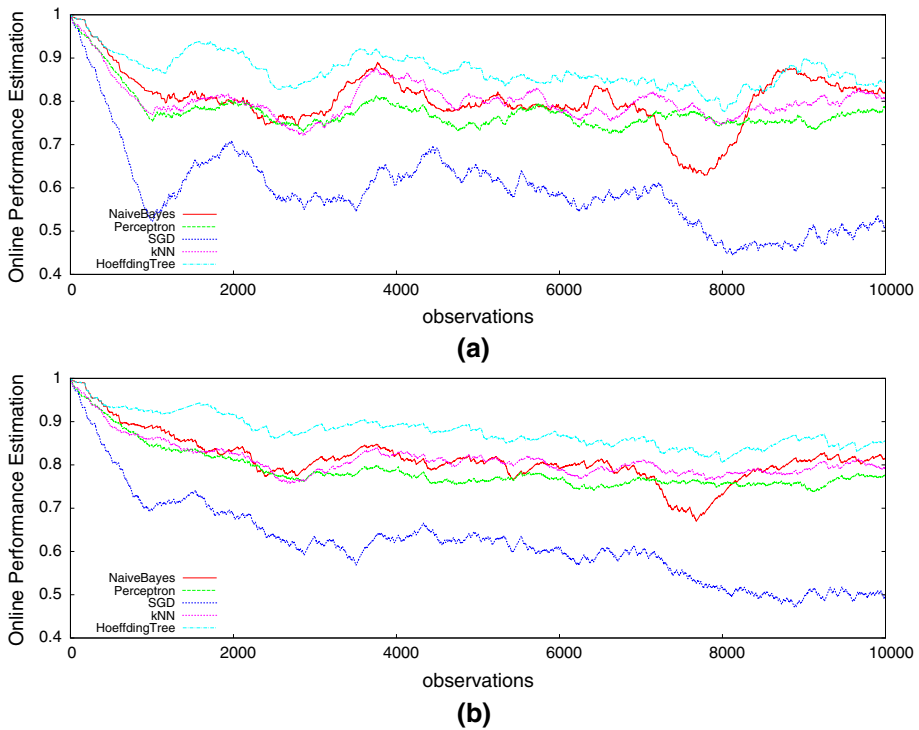 Online Performance Estimation
1
0.9
0.8
0.7
0.6
0.5
0.4
NaiveBayes
Perceptron
SGD
kNN
HoeffdingTree
0
2000
4000
6000
8000
10000
observations
(a)
Online Performance Estimation
1
0.9
0.8
0.7
0.6
0.5
0.4
NaiveBayes
Perceptron
SGD
kNN
HoeffdingTree
0
2000
4000
6000
8000
10000
observations
(b)